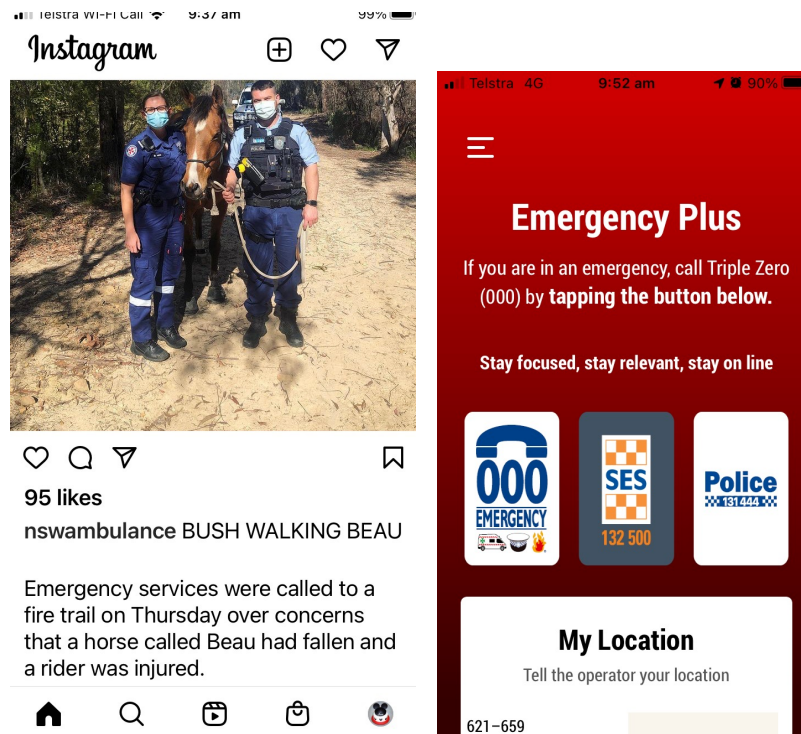 Telstra Wi-Fi Call 9:37 am 99%
Instagram
POLICE
95 likes
nswambulance BUSH WALKING BEAU
Emergency services were called to a
fire trail on Thursday over concerns
that a horse called Beau had fallen and
a rider was injured.
Telstra 4G 9:52 am 90%
Emergency Plus
If you are in an emergency, call Triple Zero
(000) by tapping the button below.
Stay focused, stay relevant, stay on line
000
EMERGENCY
SES
132 500
Police
131 444
My Location
Tell the operator your location
621–659